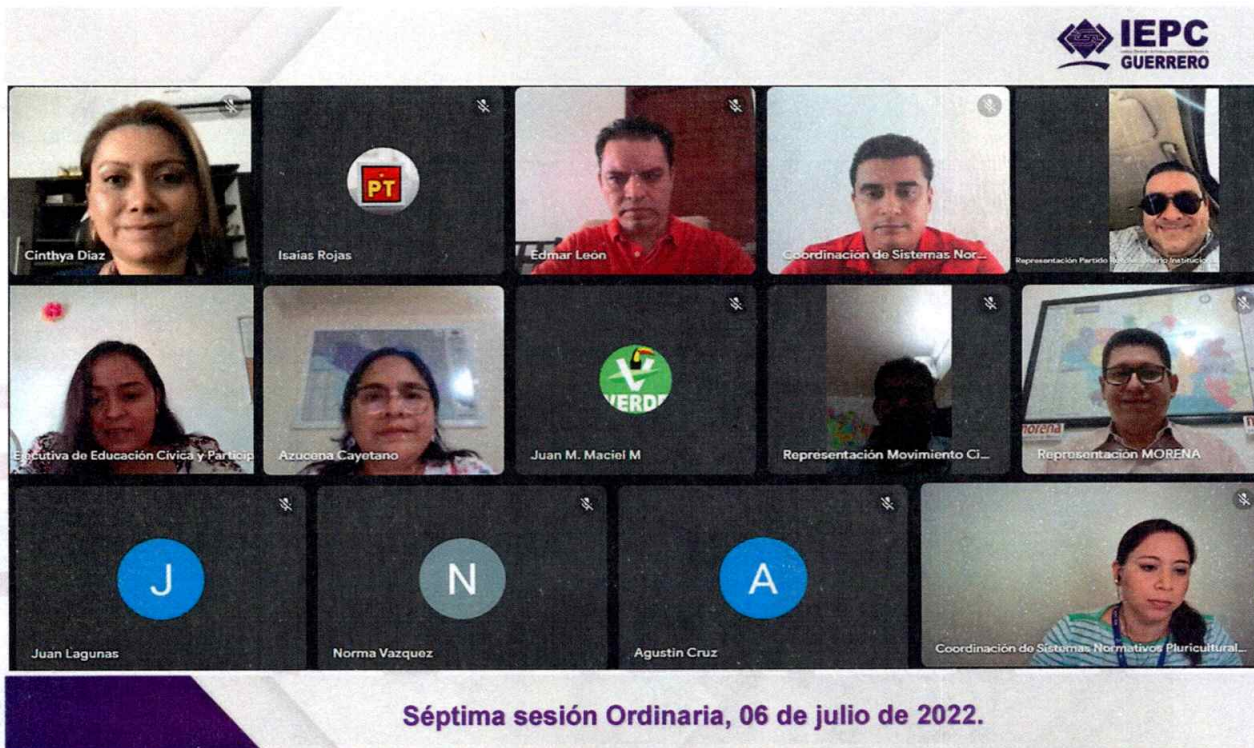 IEPC
GUERRERO
Cinthya Díaz
PT
Isaias Rojas
Edmar León
Coordinación de Sistemas Nor...
Representación Partido
Ejecutiva de Educación Cívica y Particip
Azucena Cayetano
VERDE
Juan M. Maciel M
Representación Movimiento Ci...
morena
Representación MORENA
J
Juan Lagunas
N
Norma Vazquez
A
Agustin Cruz
Coordinación de Sistemas Normativos Pluricultural...
Séptima sesión Ordinaria, 06 de julio de 2022.